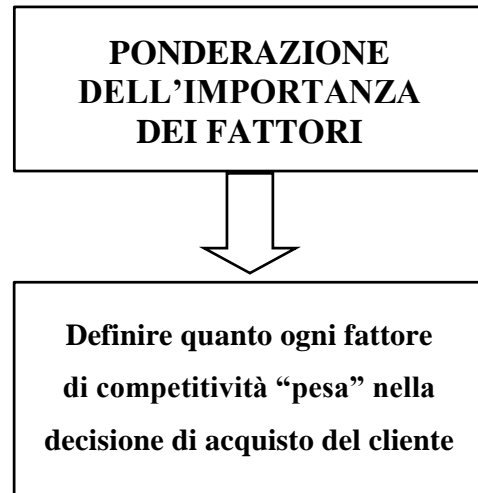 PONDERAZIONE
DELL’IMPORTANZA
DEI FATTORI
Definire quanto ogni fattore
di competitività “pesa” nella
decisione di acquisto del cliente